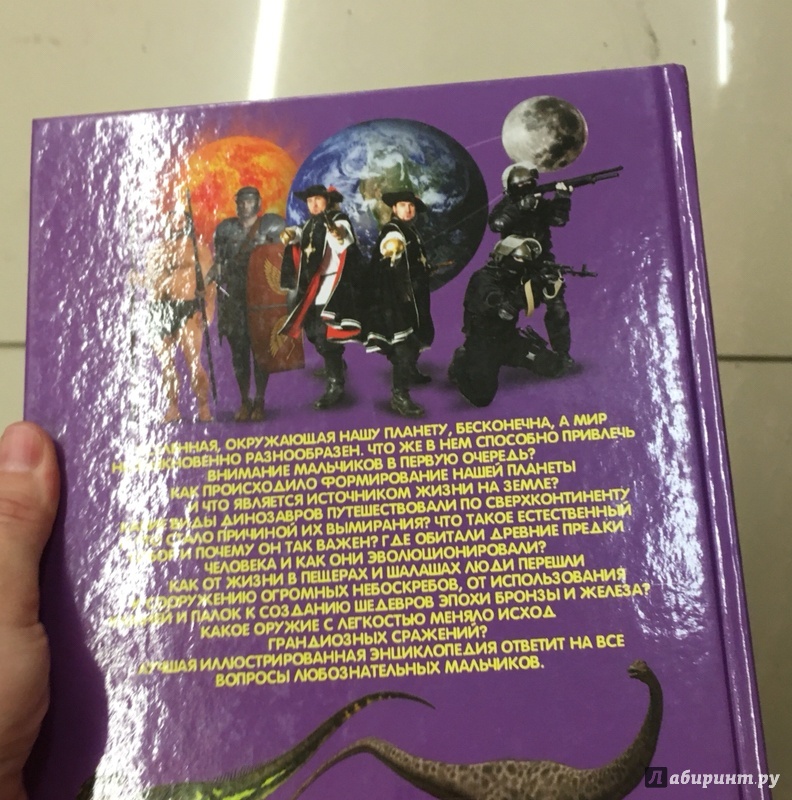 ОКРУЖАЮЩАЯ НАШУ ПЛАНЕТУ, БЕСКОНЕЧНА, А МИР
РАЗНООБРАЗЕН. ЧТО ЖЕ В НЕМ СПОСОБНО ПРИВЛЕЧЬ
ВНИМАНИЕ МАЛЬЧИКОВ В ПЕРВУЮ ОЧЕРЕДЬ?
КАК ПРОИСХОДИЛО ФОРМИРОВАНИЕ НАШЕЙ ПЛАНЕТЫ
И ЧТО ЯВЛЯЕТСЯ ИСТОЧНИКОМ ЖИЗНИ НА ЗЕМЛЕ?
ВИДЫ ДИНОЗАВРОВ ПУТЕШЕСТВОВАЛИ ПО СВЕРХКОНТИНЕНТУ
СТАЛО ПРИЧИНОЙ ИХ ВЫМИРАНИЯ? ЧТО ТАКОЕ ЕСТЕСТВЕННЫЙ
И ПОЧЕМУ ОН ТАК ВАЖЕН? ГДЕ ОБИТАЛИ ДРЕВНИЕ ПРЕДКИ
ЧЕЛОВЕКА И КАК ОНИ ЭВОЛЮЦИОНИРОВАЛИ?
КАК ОТ ЖИЗНИ В ПЕЩЕРАХ И ШАЛАШАХ ЛЮДИ ПЕРЕШЛИ
К СООРУЖЕНИЮ ОГРОМНЫХ НЕБОСКРЕБОВ, ОТ ИСПОЛЬЗОВАНИЯ
И ПАЛОК К СОЗДАНИЮ ШЕДЕВРОВ ЭПОХИ БРОНЗЫ И ЖЕЛЕЗА?
КАКОЕ ОРУЖИЕ С ЛЕГКОСТЬЮ МЕНЯЛО ИСХОД
ГРАНДИОЗНЫХ СРАЖЕНИЙ?
ЛУЧШАЯ ИЛЛЮСТРИРОВАННАЯ ЭНЦИКЛОПЕДИЯ ОТВЕТИТ НА ВСЕ
ВОПРОСЫ ЛЮБОЗНАТЕЛЬНЫХ МАЛЬЧИКОВ.
Лабиринт.ру